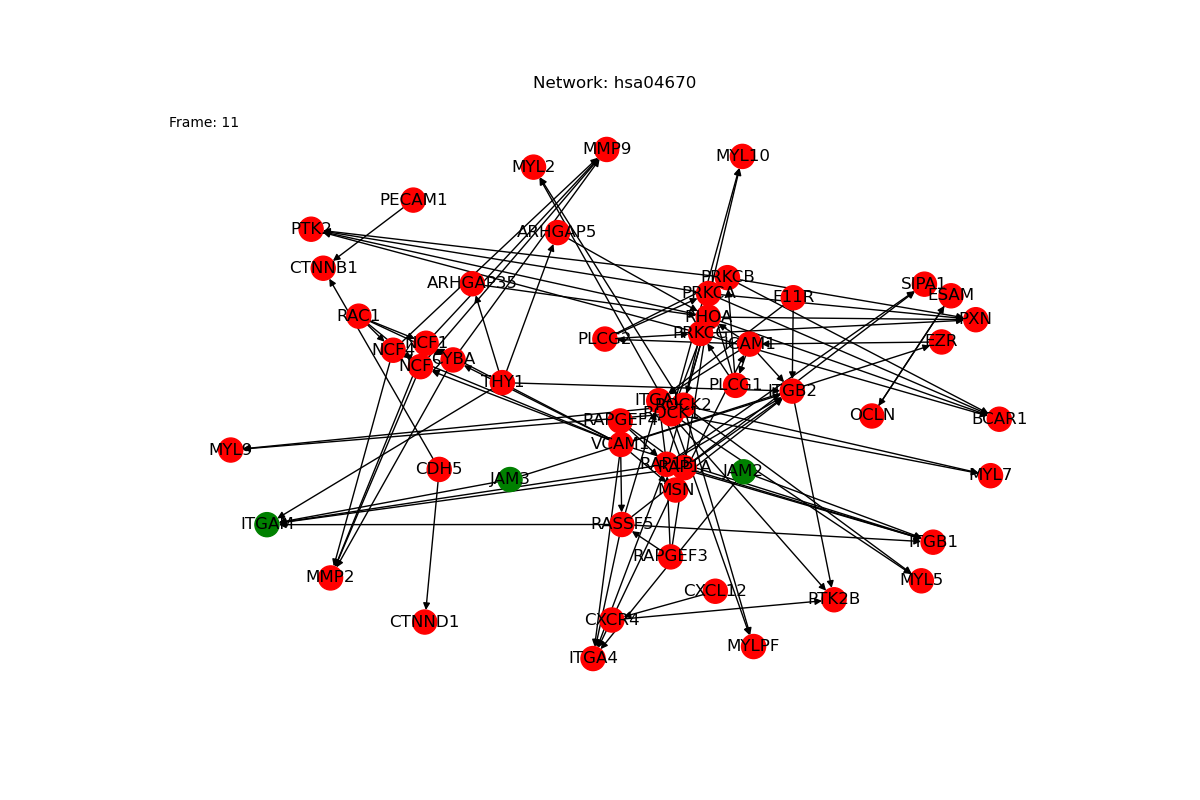 Network: hsa04670
Frame: 11
MMP9
MYL10
MYL2
PECAM1
PTK2
ARHGAP5
CTNNB1
PRKCB
ARHGAP35
SIPA1
PRKCA
F11R
ESAM
RAC1
RHOA
PXN
PRKCG
NCF1
PLCG2
EZR
ICAM1
NCF4
CYBA
NCF2
THY1
PLCG1
ITGB2
ROCK2
ROCK1
OCLN
BCAR1
RAPGEF4
VCAM1
MYL9
RAP1B
RAP1A
CDH5
JAM2
MYL7
JAM3
MSN
ITGAM
RASSF5
ITGB1
RAPGEF3
MMP2
MYL5
CXCL12
PTK2B
CXCR4
CTNND1
MYLPF
ITGA4